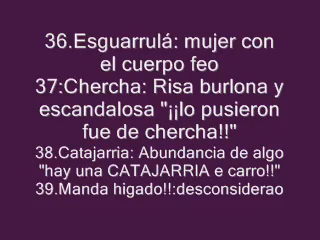 36.Esguarrulá: mujer con
el cuerpo feo
37:Chercha: Risa burlona y
escandalosa "¡¡lo pusieron
fue de chercha!!"
38.Catajarria: Abundancia de algo
"hay una CATAJARRIA e carro!!"
39.Manda higado!!:desconsiderao